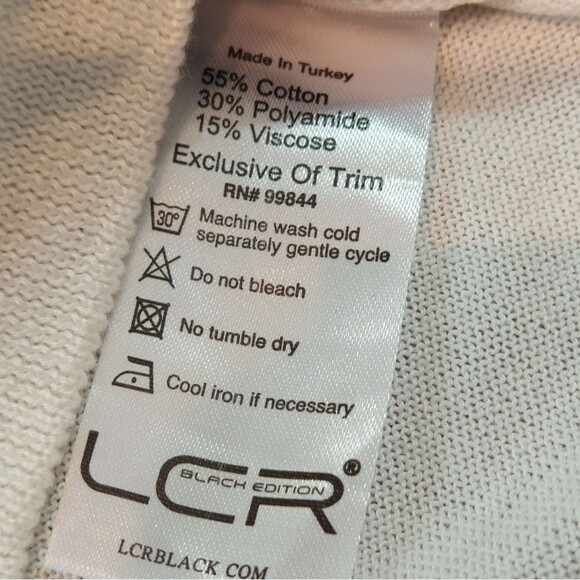 Made In Turkey
55% Cotton
30% Polyamide
15% Viscose
Exclusive Of Trim
RN# 99844
30°
Machine wash cold
separately gentle cycle
Do not bleach
No tumble dry
Cool iron if necessary
LCR®
BLACK EDITION
LCRBLACK COM